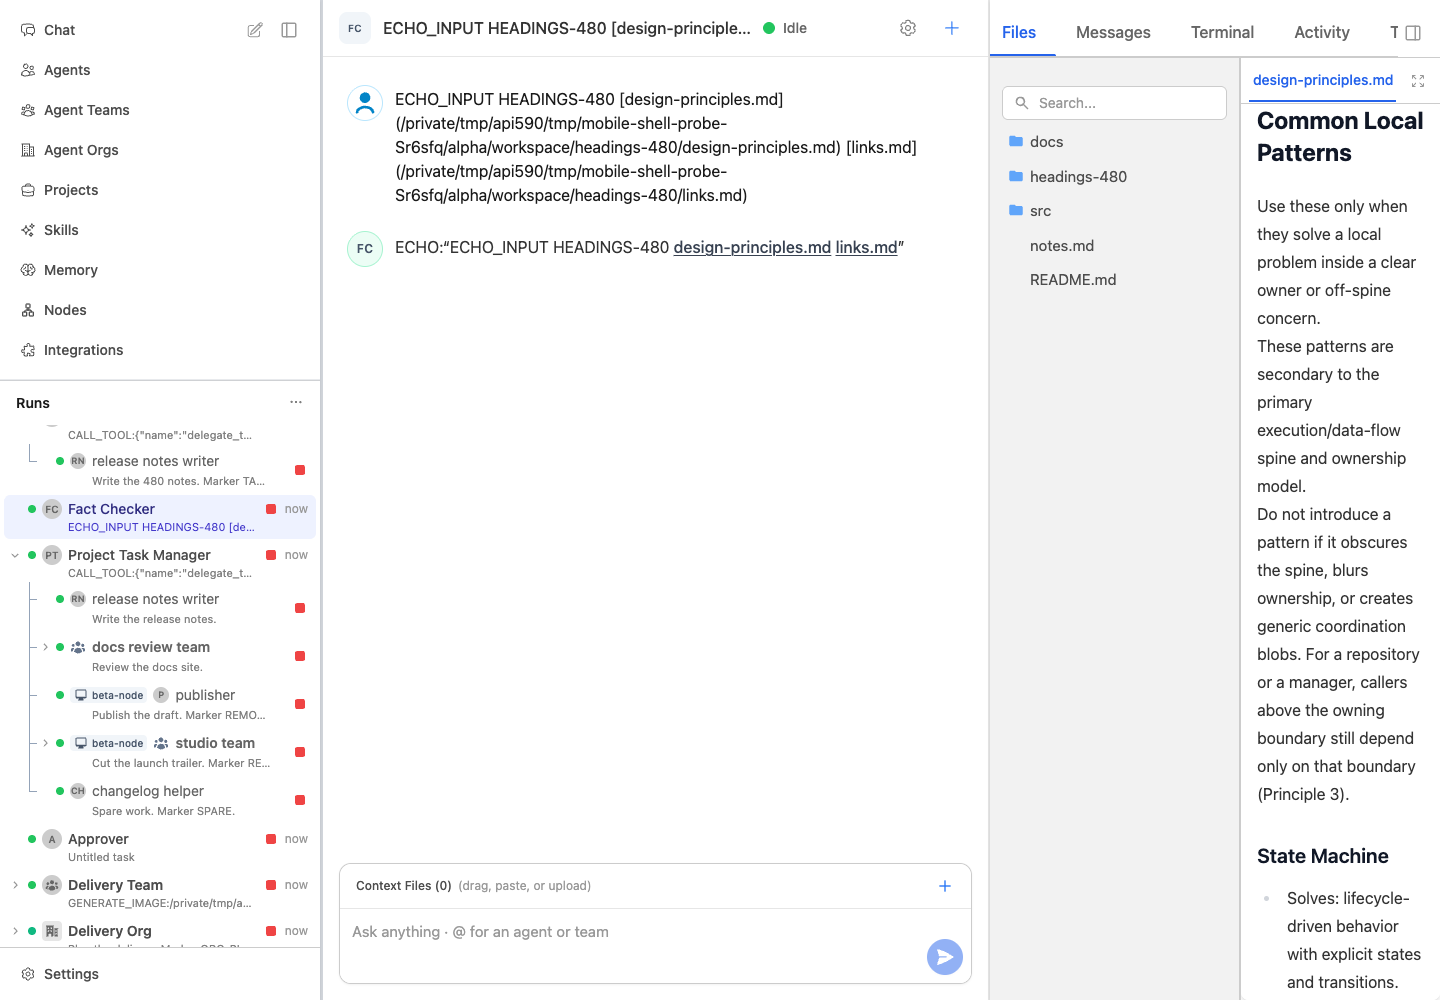 Chat
Agents
Agent Teams
Agent Orgs
Projects
Skills
Memory
Nodes
Integrations
Runs
CALL_TOOL:{"name":"delegate_t...
RN release notes writer
Write the 480 notes. Marker TA...
FC Fact Checker now
ECHO_INPUT HEADINGS-480 [de...
PT Project Task Manager now
CALL_TOOL:{"name":"delegate_t...
RN release notes writer
Write the release notes.
docs review team
Review the docs site.
beta-node P publisher
Publish the draft. Marker REMO...
beta-node studio team
Cut the launch trailer. Marker RE...
CH changelog helper
Spare work. Marker SPARE.
A Approver now
Untitled task
Delivery Team now
GENERATE_IMAGE:/private/tmp/a...
Delivery Org now
Settings
FC ECHO_INPUT HEADINGS-480 [design-principle... Idle
ECHO_INPUT HEADINGS-480 [design-principles.md]
(/private/tmp/api590/tmp/mobile-shell-probe-
Sr6sfq/alpha/workspace/headings-480/design-principles.md) [links.md]
(/private/tmp/api590/tmp/mobile-shell-probe-
Sr6sfq/alpha/workspace/headings-480/links.md)
FC ECHO:“ECHO_INPUT HEADINGS-480 design-principles.md links.md”
Context Files (0) (drag, paste, or upload)
Ask anything · @ for an agent or team
Files Messages Terminal Activity T
Search...
docs
headings-480
src
notes.md
README.md
design-principles.md
Common Local
Patterns
Use these only when
they solve a local
problem inside a clear
owner or off-spine
concern.
These patterns are
secondary to the
primary
execution/data-flow
spine and ownership
model.
Do not introduce a
pattern if it obscures
the spine, blurs
ownership, or creates
generic coordination
blobs. For a repository
or a manager, callers
above the owning
boundary still depend
only on that boundary
(Principle 3).
State Machine
Solves: lifecycle-
driven behavior
with explicit states
and transitions.